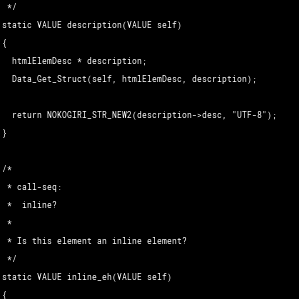 */
static VALUE description(VALUE self)
{
  htmlElemDesc * description;
  Data_Get_Struct(self, htmlElemDesc, description);

  return NOKOGIRI_STR_NEW2(description->desc, "UTF-8");
}

/*
 * call-seq:
 *  inline?
 *
 * Is this element an inline element?
 */
static VALUE inline_eh(VALUE self)
{